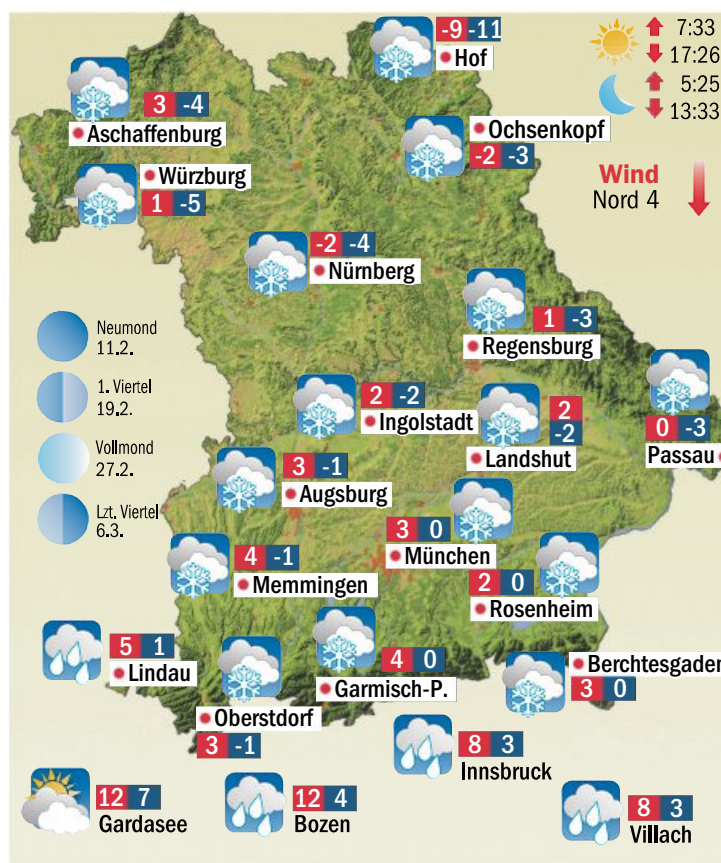 -9 -11
Hof
7:33
17:26
5:25
13:33
3 -4
Aschaffenburg
Ochsenkopf
-2 -3
Würzburg
1 -5
Wind
Nord 4
-2 -4
Nürnberg
1 -3
Regensburg
Neumond
11.2.
1. Viertel
19.2.
Vollmond
27.2.
Lzt. Viertel
6.3.
2 -2
Ingolstadt
2
-2
Landshut
0 -3
Passau
3 -1
Augsburg
3 0
München
4 -1
Memmingen
2 0
Rosenheim
5 1
Lindau
4 0
Garmisch-P.
Berchtesgaden
3 0
Oberstdorf
3 -1
8 3
Innsbruck
12 7
Gardasee
12 4
Bozen
8 3
Villach